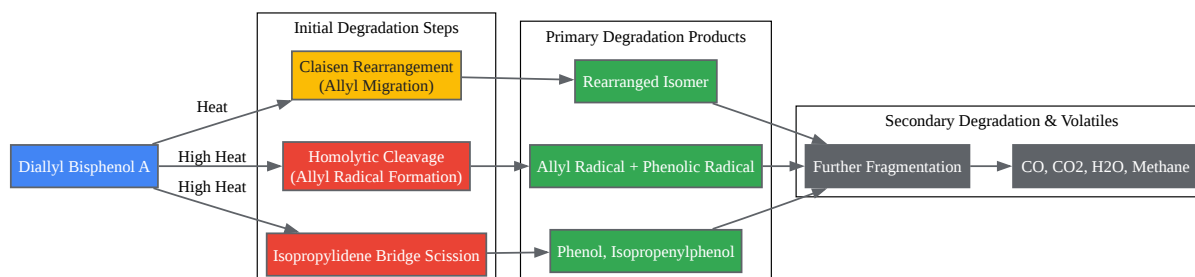 Initial Degradation Steps
Primary Degradation Products
Secondary Degradation & Volatiles
Diallyl Bisphenol A
Heat
High Heat
High Heat
Claisen Rearrangement
(Allyl Migration)
Homolytic Cleavage
(Allyl Radical Formation)
Isopropylidene Bridge Scission
Rearranged Isomer
Allyl Radical + Phenolic Radical
Phenol, Isopropenylphenol
Further Fragmentation
CO, CO2, H2O, Methane